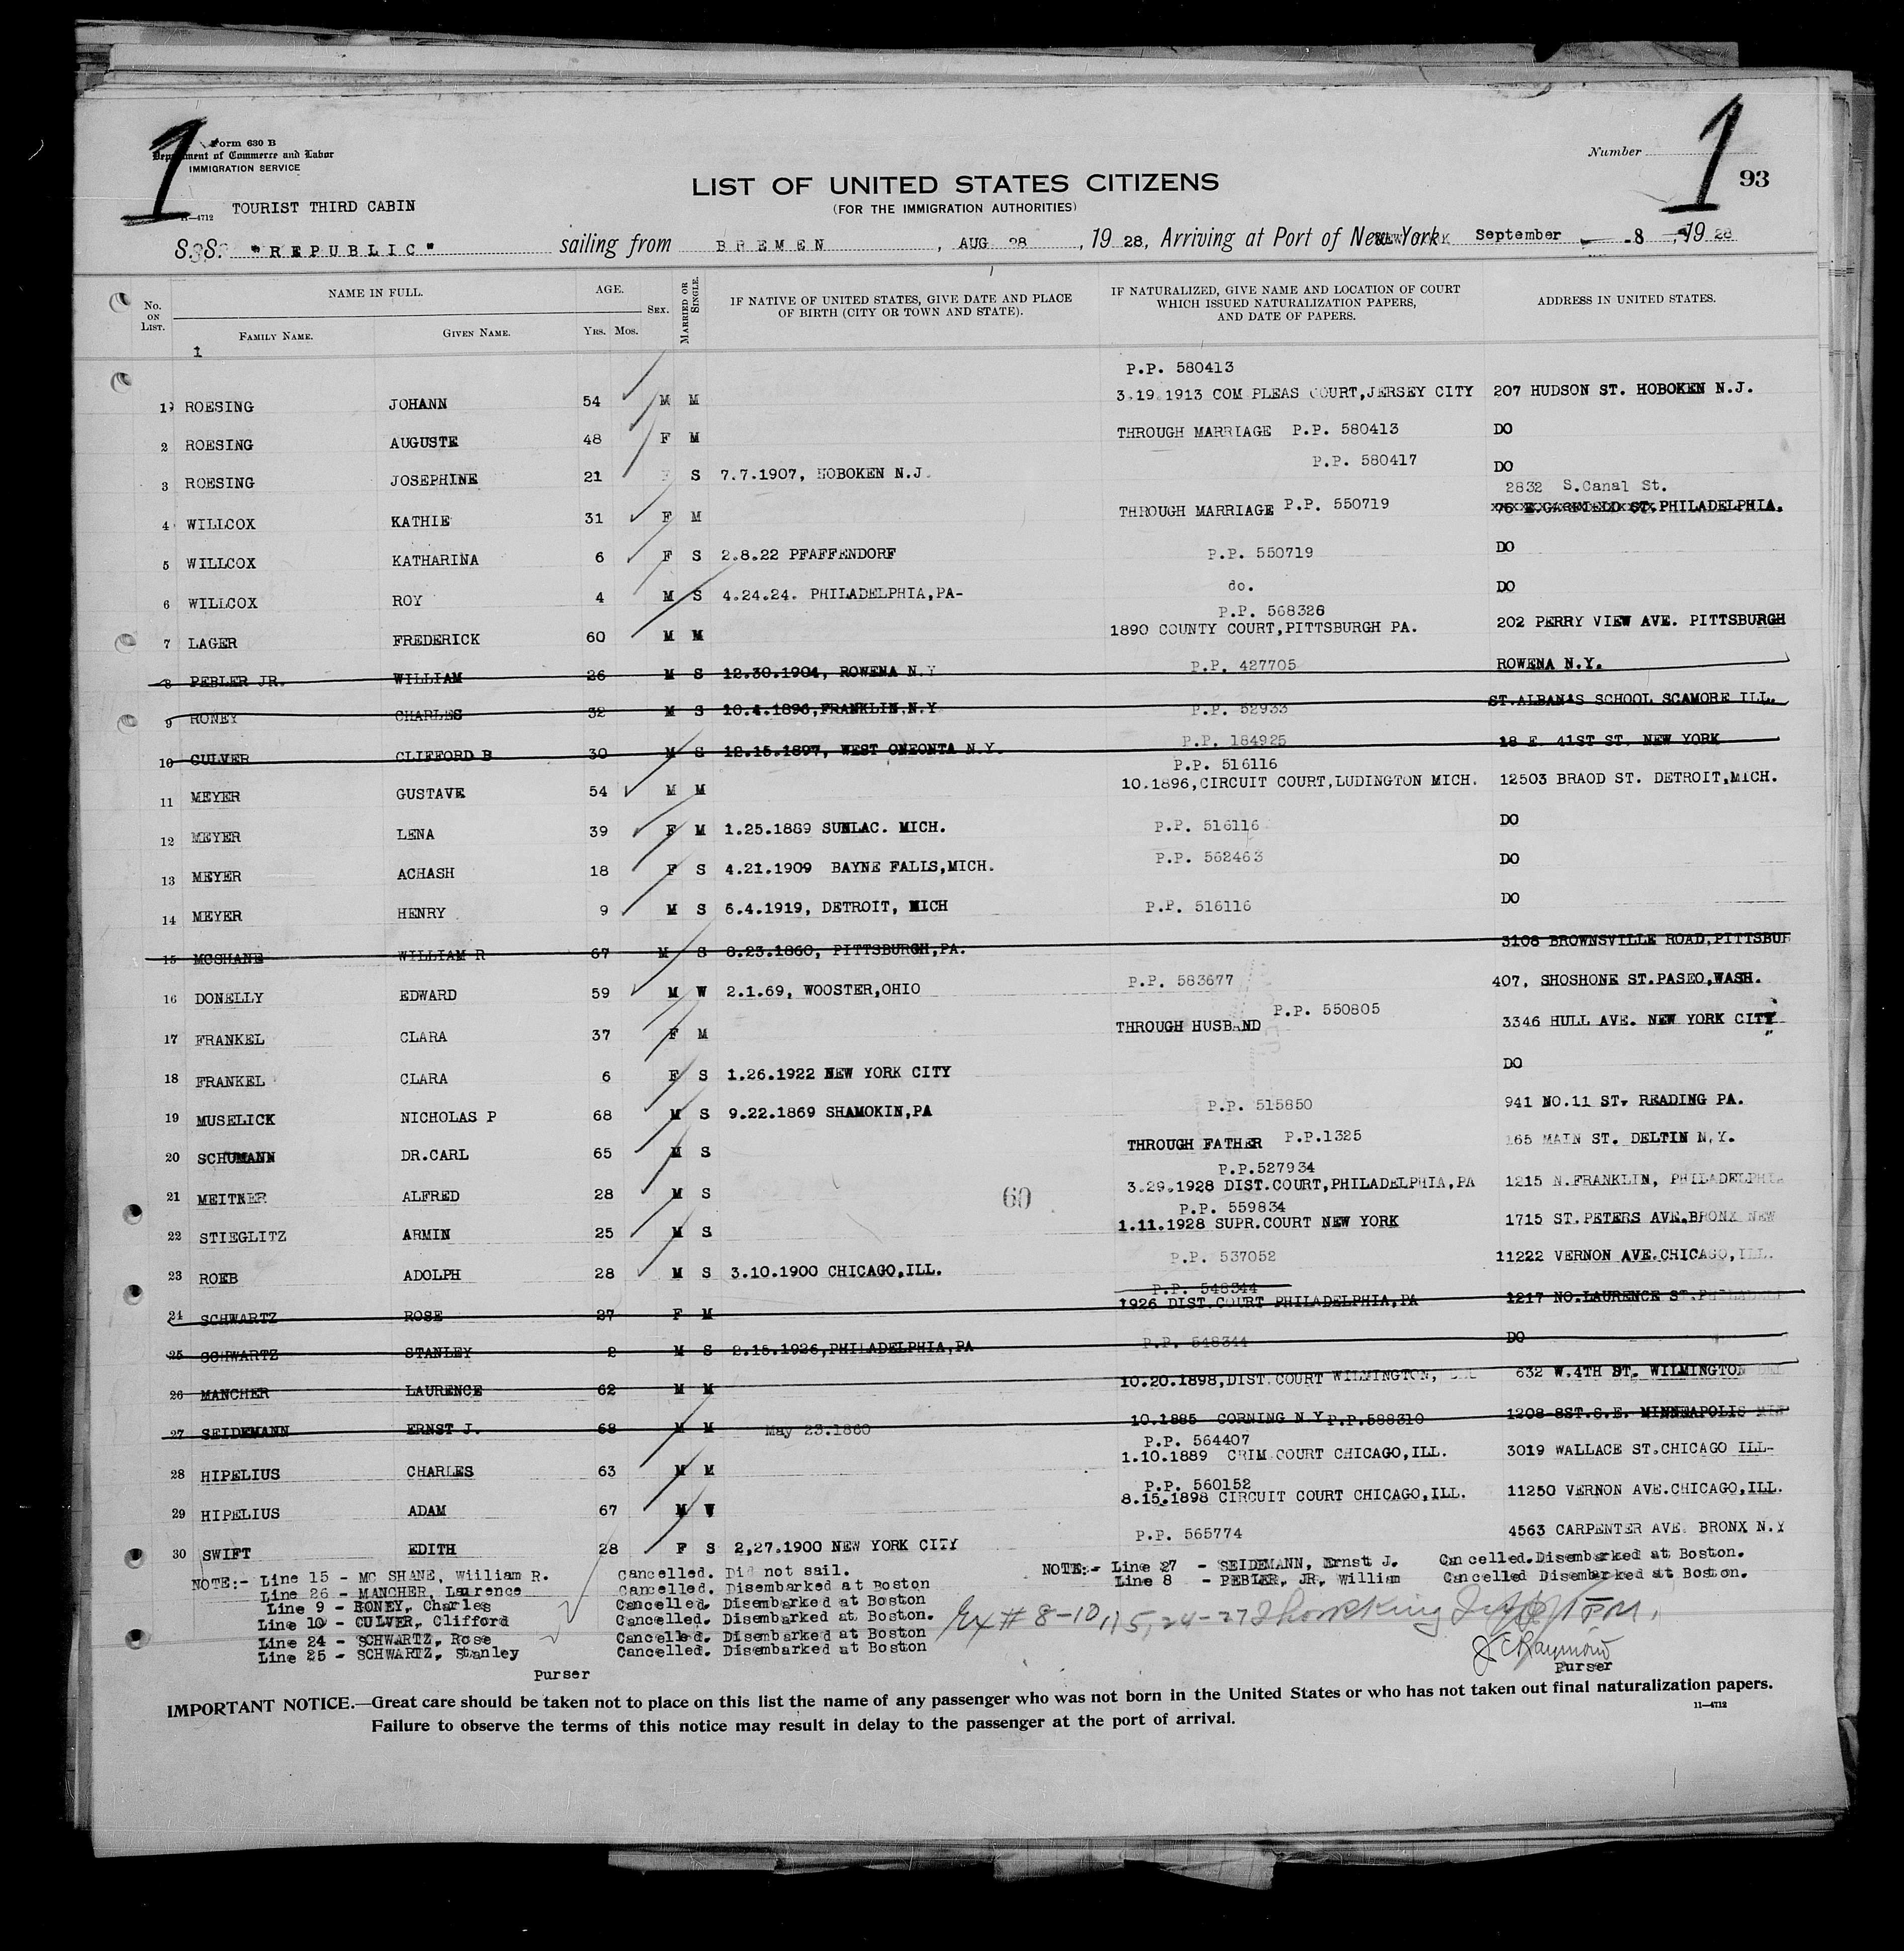 1
1
Form 630 B
Department of Commerce and Labor
IMMIGRATION SERVICE
Number
93
LIST OF UNITED STATES CITIZENS
(FOR THE IMMIGRATION AUTHORITIES)
4712
TOURIST THIRD CABIN
S.S. "REPUBLIC" sailing from BREMEN, AUG 28, 1928, Arriving at Port of New York September 8, 1928
No. ON LIST. NAME IN FULL. AGE. SEX. MARRIED OR SINGLE. IF NATIVE OF UNITED STATES, GIVE DATE AND PLACE OF BIRTH (CITY OR TOWN AND STATE). IF NATURALIZED, GIVE NAME AND LOCATION OF COURT WHICH ISSUED NATURALIZATION PAPERS, AND DATE OF PAPERS. ADDRESS IN UNITED STATES.
FAMILY NAME. GIVEN NAME. YRS. MOS.
1
P.P. 580413
1 ROESING JOHANN 54 M M 3.19.1913 COM PLEAS COURT,JERSEY CITY 207 HUDSON ST. HOBOKEN N.J.
2 ROESING AUGUSTE 48 F M THROUGH MARRIAGE P.P. 580413 DO
3 ROESING JOSEPHINE 21 F S 7.7.1907, HOBOKEN N.J. P.P. 580417 DO
2832 S.Canal St.
4 WILLCOX KATHIE 31 F M THROUGH MARRIAGE P.P. 550719 75 E.GARFIELD ST.PHILADELPHIA.
5 WILLCOX KATHARINA 6 F S 2.8.22 PFAFFENDORF P.P. 550719 DO
6 WILLCOX ROY 4 M S 4.24.24. PHILADELPHIA,PA- do. DO
P.P. 568326
7 LAGER FREDERICK 60 M M 1890 COUNTY COURT,PITTSBURGH PA. 202 PERRY VIEW AVE. PITTSBURGH
8 PEBLER JR. WILLIAM 26 M S 12.30.1904, ROWENA N.Y P.P. 427705 ROWENA N.Y.
9 RONEY CHARLES 32 M S 10.4.1896,FRANKLIN.N.Y P.P. 52933 ST.ALBANAS SCHOOL SCAMORE ILL.
10 CULVER CLIFFORD B 30 M S 12.15.1897, WEST ONEONTA N.Y. P.P. 184925 18 E. 41ST ST. NEW YORK
P.P. 516116
11 MEYER GUSTAVE 54 M M 10.1896,CIRCUIT COURT,LUDINGTON MICH. 12503 BRAOD ST. DETROIT,MICH.
12 MEYER LENA 39 F M 1.25.1889 SUNLAC. MICH. P.P. 516116 DO
13 MEYER ACHASH 18 F S 4.21.1909 BAYNE FALLS,MICH. P.P. 562463 DO
14 MEYER HENRY 9 M S 6.4.1919, DETROIT, MICH P.P. 516116 DO
15 MCSHANE WILLIAM R 67 M S 8.23.1860, PITTSBURGH,PA. 3108 BROWNSVILLE ROAD,PITTSBUR
16 DONELLY EDWARD 59 M W 2.1.69, WOOSTER,OHIO P.P. 583677 407, SHOSHONE ST.PASEO,WASH.
17 FRANKEL CLARA 37 F M THROUGH HUSBAND P.P. 550805 3346 HULL AVE. NEW YORK CITY
18 FRANKEL CLARA 6 F S 1.26.1922 NEW YORK CITY DO
19 MUSELICK NICHOLAS P 68 M S 9.22.1869 SHAMOKIN,PA P.P. 515850 941 NO.11 ST. READING PA.
20 SCHUMANN DR.CARL 65 M S THROUGH FATHER P.P.1325 165 MAIN ST. DELTIN N.Y.
P.P.527934
21 MEITNER ALFRED 28 M S 60 3.29.1928 DIST.COURT,PHILADELPHIA,PA 1215 N.FRANKLIN, PHILADELPHIA
P.P. 559834
22 STIEGLITZ ARMIN 25 M S 1.11.1928 SUPR.COURT NEW YORK 1715 ST.PETERS AVE.BRONX NEW
23 ROEB ADOLPH 28 M S 3.10.1900 CHICAGO,ILL. P.P. 537052 11222 VERNON AVE.CHICAGO,ILL.
P.P. 548344
24 SCHWARTZ ROSE 27 F M 1926 DIST.COURT PHILADELPHIA,PA 1217 NO.LAURENCE ST.PHILADELP
25 SCHWARTZ STANLEY 2 M S 2.15.1926,PHILADELPHIA,PA P.P. 548344 DO
26 MANCHER LAURENCE 62 M M 10.20.1898,DIST.COURT WILMINGTON, DEL 632 W.4TH ST. WILMINGTON DEL
27 SEIDEMANN ERNST J. 68 M M May 23.1860 10.1885 CORNING N.Y P.P.588310 1208-8ST.S.E. MINNEAPOLIS MIN
P.P. 564407
28 HIPELIUS CHARLES 63 M M 1.10.1889 CRIM COURT CHICAGO,ILL. 3019 WALLACE ST.CHICAGO ILL-
P.P. 560152
29 HIPELIUS ADAM 67 M W 8.15.1898 CIRCUIT COURT CHICAGO,ILL. 11250 VERNON AVE.CHICAGO,ILL.
30 SWIFT EDITH 28 F S 2,27.1900 NEW YORK CITY P.P. 565774 4563 CARPENTER AVE. BRONX N.Y
NOTE:- Line 15 - MC SHANE, William R. Cancelled. Did not sail.
Line 26 - MANCHER, Laurence Cancelled. Disembarked at Boston
Line 9 - RONEY, Charles Cancelled. Disembarked at Boston
Line 10 - CULVER, Clifford Cancelled. Disembarked at Boston.
Line 24 - SCHWARTZ, Rose Cancelled. Disembarked at Boston
Line 25 - SCHWARTZ, Stanley Cancelled. Disembarked at Boston
Purser
NOTE:- Line 27 - SEIDEMANN, Ernst J. Cancelled.Disembarked at Boston.
Line 8 - PEBLER, JR, William Cancelled Disembarked at Boston.
Ex # 8-10, 15, 24-27
J E Raymond
Purser
IMPORTANT NOTICE.—Great care should be taken not to place on this list the name of any passenger who was not born in the United States or who has not taken out final naturalization papers.
Failure to observe the terms of this notice may result in delay to the passenger at the port of arrival.
11—4712